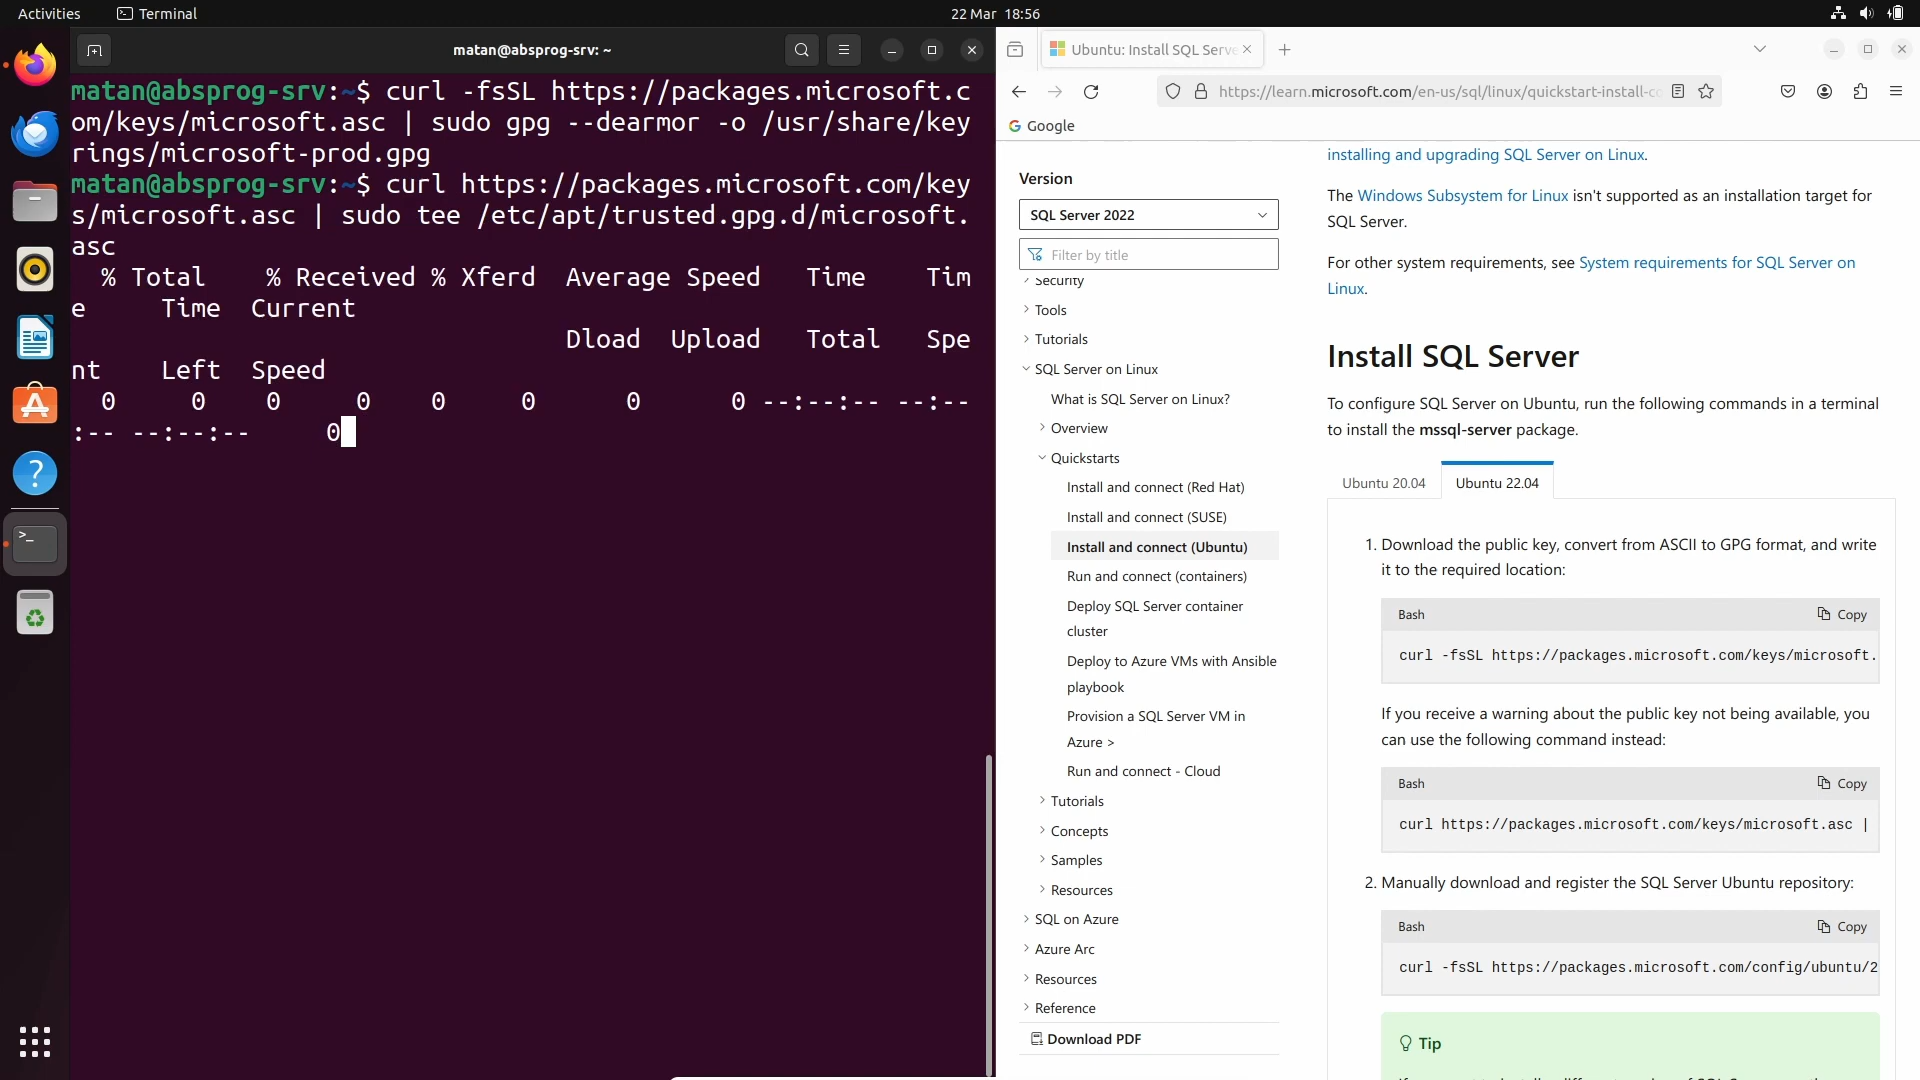 Activities
Terminal
22 Mar 18:56
matan@absprog-srv: ~
matan@absprog-srv:~$ curl -fsSL https://packages.microsoft.c
om/keys/microsoft.asc | sudo gpg --dearmor -o /usr/share/key
rings/microsoft-prod.gpg
matan@absprog-srv:~$ curl https://packages.microsoft.com/key
s/microsoft.asc | sudo tee /etc/apt/trusted.gpg.d/microsoft.
asc
% Total % Received % Xferd Average Speed Time Tim
e Time Current
Dload Upload Total Spe
nt Left Speed
0 0 0 0 0 0 0 0 --:--:-- --:--
:-- --:--:-- 0
Ubuntu: Install SQL Serve
https://learn.microsoft.com/en-us/sql/linux/quickstart-install-co
Google
Version
SQL Server 2022
Filter by title
Security
Tools
Tutorials
SQL Server on Linux
What is SQL Server on Linux?
Overview
Quickstarts
Install and connect (Red Hat)
Install and connect (SUSE)
Install and connect (Ubuntu)
Run and connect (containers)
Deploy SQL Server container
cluster
Deploy to Azure VMs with Ansible
playbook
Provision a SQL Server VM in
Azure >
Run and connect - Cloud
Tutorials
Concepts
Samples
Resources
SQL on Azure
Azure Arc
Resources
Reference
Download PDF
installing and upgrading SQL Server on Linux.
The Windows Subsystem for Linux isn't supported as an installation target for
SQL Server.
For other system requirements, see System requirements for SQL Server on
Linux.
Install SQL Server
To configure SQL Server on Ubuntu, run the following commands in a terminal
to install the mssql-server package.
Ubuntu 20.04
Ubuntu 22.04
1. Download the public key, convert from ASCII to GPG format, and write
it to the required location:
Bash
Copy
curl -fsSL https://packages.microsoft.com/keys/microsoft.
If you receive a warning about the public key not being available, you
can use the following command instead:
Bash
Copy
curl https://packages.microsoft.com/keys/microsoft.asc |
2. Manually download and register the SQL Server Ubuntu repository:
Bash
Copy
curl -fsSL https://packages.microsoft.com/config/ubuntu/2
Tip